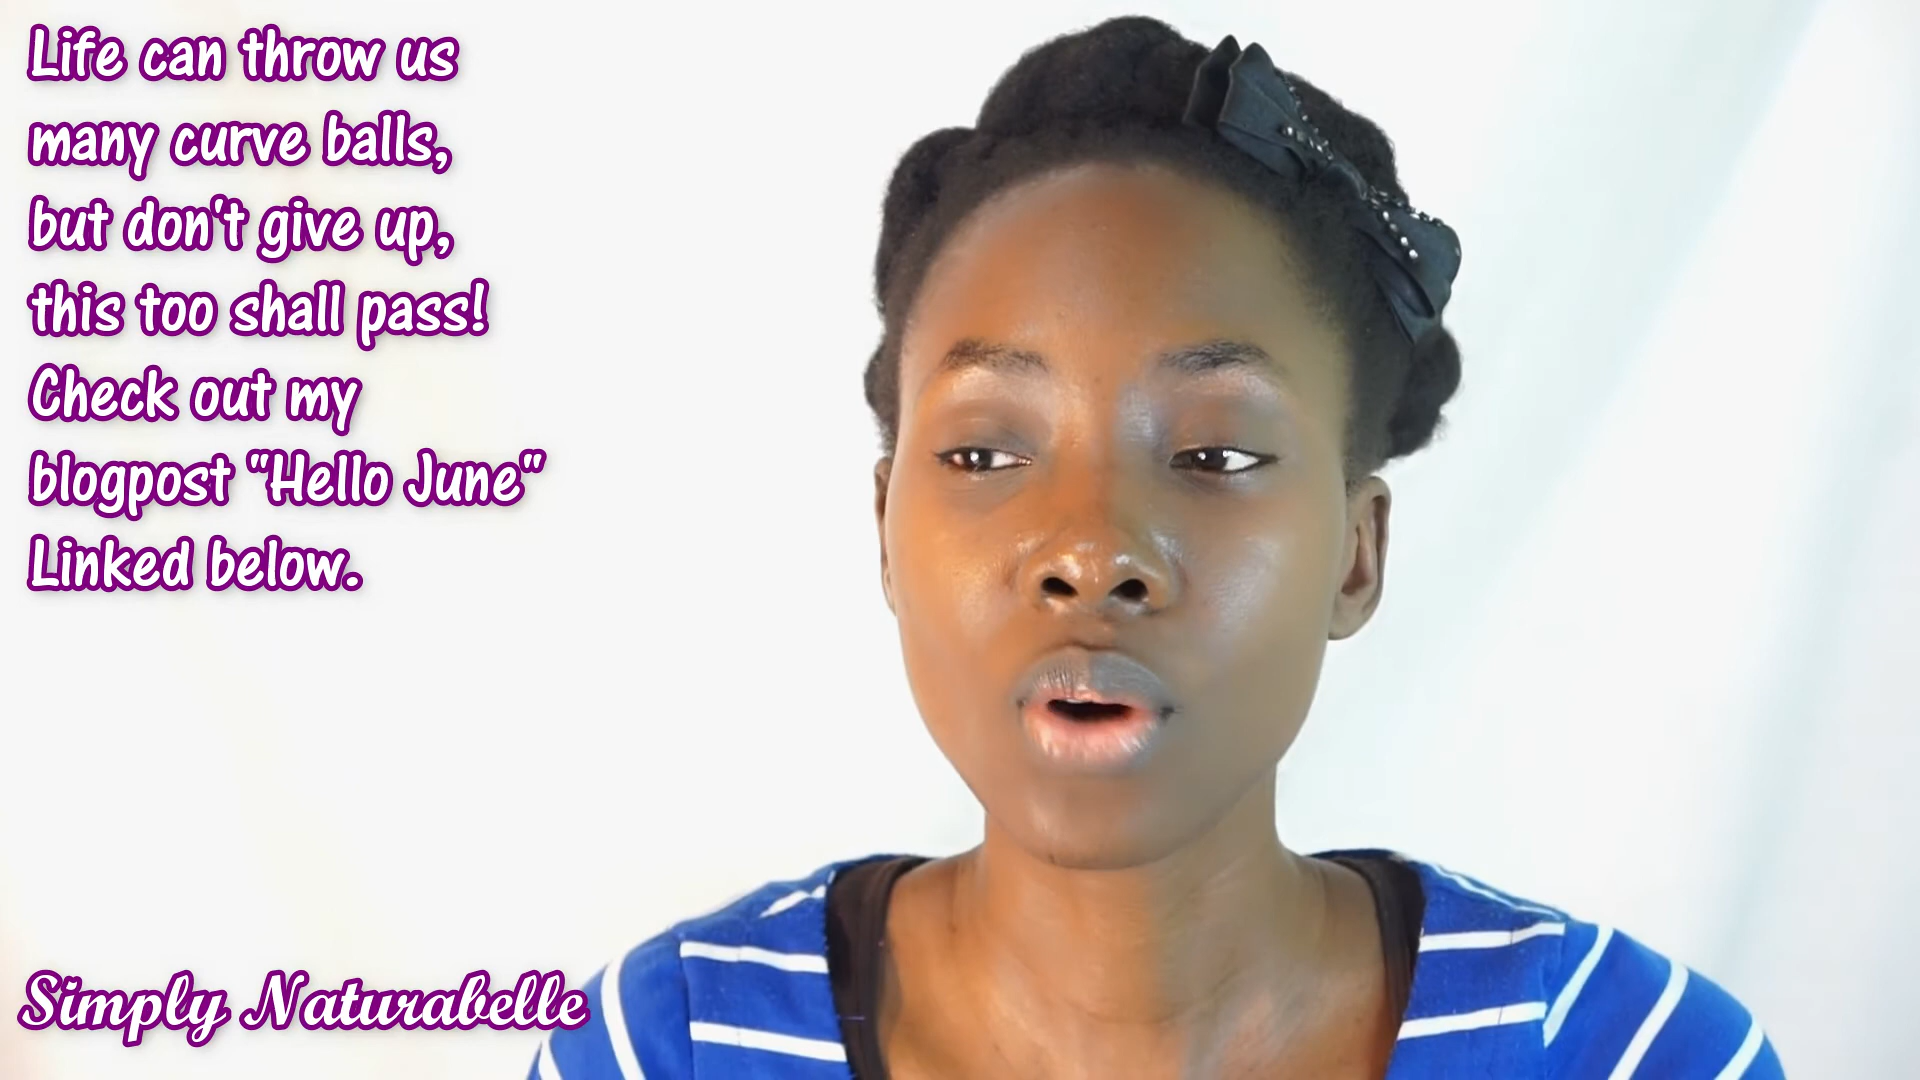 Life can throw us
many curve balls,
but don't give up,
this too shall pass!
Check out my
blogpost "Hello June"
Linked below.
Simply Naturabelle